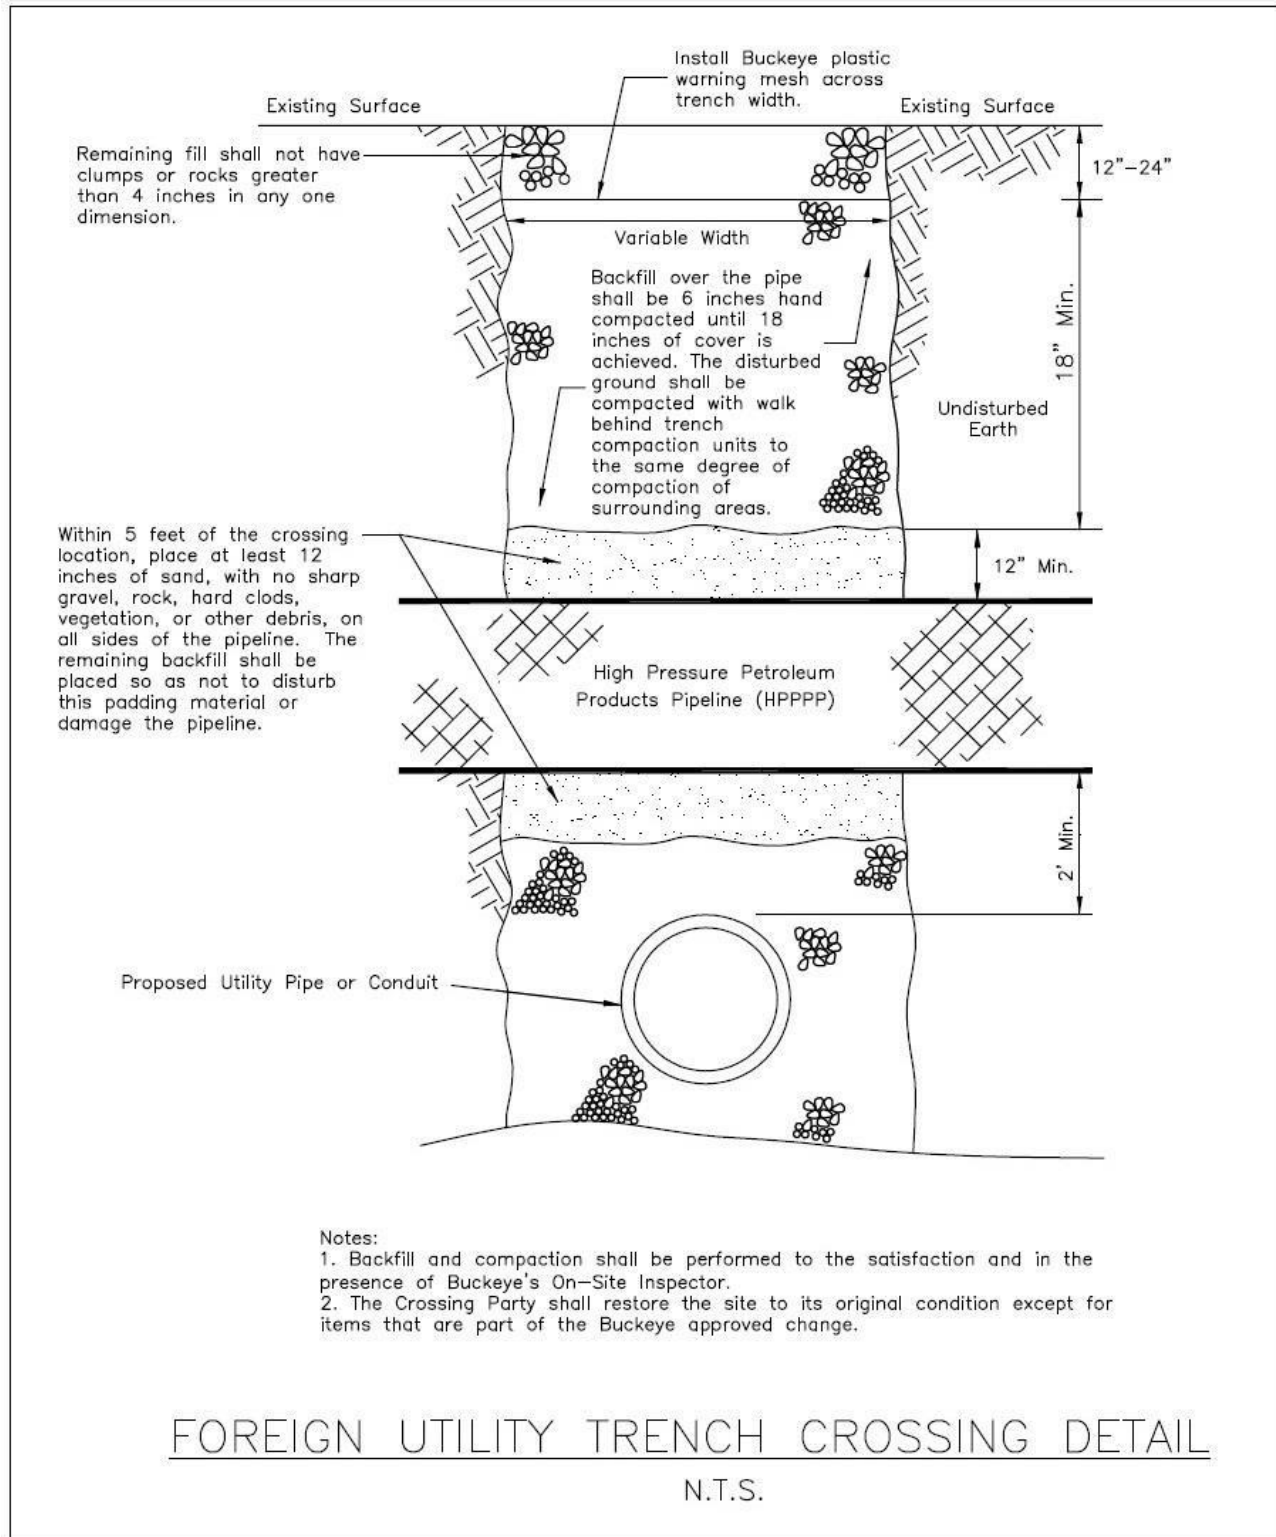 Install Buckeye plastic
warning mesh across
trench width.
Existing Surface
Existing Surface
Remaining fill shall not have
clumps or rocks greater
than 4 inches in any one
dimension.
12"-24"
Variable Width
Backfill over the pipe
shall be 6 inches hand
compacted until 18
inches of cover is
achieved. The disturbed
ground shall be
compacted with walk
behind trench
compaction units to
the same degree of
compaction of
surrounding areas.
18" Min.
Undisturbed
Earth
Within 5 feet of the crossing
location, place at least 12
inches of sand, with no sharp
gravel, rock, hard clods,
vegetation, or other debris, on
all sides of the pipeline. The
remaining backfill shall be
placed so as not to disturb
this padding material or
damage the pipeline.
12" Min.
High Pressure Petroleum
Products Pipeline (HPPPP)
2' Min.
Proposed Utility Pipe or Conduit
Notes:
1. Backfill and compaction shall be performed to the satisfaction and in the
presence of Buckeye's On-Site Inspector.
2. The Crossing Party shall restore the site to its original condition except for
items that are part of the Buckeye approved change.
FOREIGN UTILITY TRENCH CROSSING DETAIL
N.T.S.